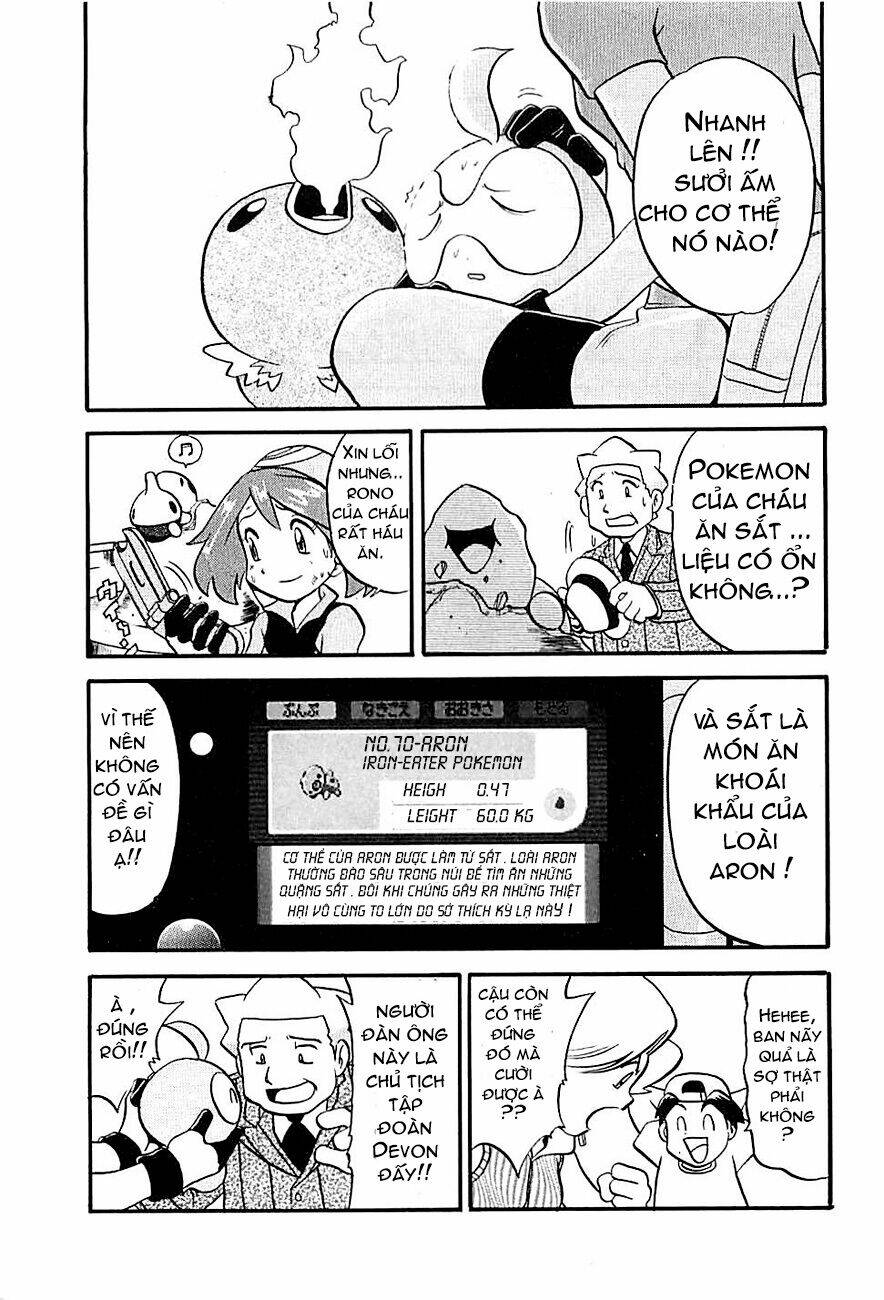 NHANH
LÊN !!
SƯỞI ẤM
CHO CƠ THỂ
NÓ NÀO!
POKEMON
CỦA CHÁU
ĂN SẮT ...
LIỆU CÓ ỔN
KHÔNG...?
XIN LỖI
NHƯNG...
RONO
CỦA CHÁU
RẤT HÁU
ĂN.
VÀ SẮT LÀ
MÓN ĂN
KHOÁI
KHẨU CỦA
LOÀI
ARON !
ぶんぷ なきごえ おおきさ もどる
NO. 70-ARON
IRON-EATER POKEMON
HEIGH 0.47
LEIGHT 60.0 KG
CƠ THỂ CỦA ARON BƯỢC LÀM TỪ SẮT . LOÀI ARON
THƯỜNG BÀO SÂU TRONG NÚI BỂ TÌM ĂN NHỮNG
QUẶNG SẮT . BÔI KHI CHÚNG GÂY RA NHỮNG THIỆT
HẠI VÔ CÙNG TO LỚN DO SỞ THÍCH KỲ LẠ NÀY !
VÌ THẾ
NÊN
KHÔNG
CÓ VẤN
ĐỀ GÌ
ĐÂU
Ạ!!
HEHEE,
BAN NÃY
QUẢ LÀ
SỢ THẬT
PHẢI
KHÔNG
?
CẬU CÒN
CÓ THỂ
ĐÚNG
ĐÓ MÀ
CƯỜI
ĐƯỢC À
??
NGƯỜI
ĐÀN ÔNG
NÀY LÀ
CHỦ TỊCH
TẬP
ĐOÀN
DEVON
ĐẤY!!
À ,
ĐÚNG
RỒI!!